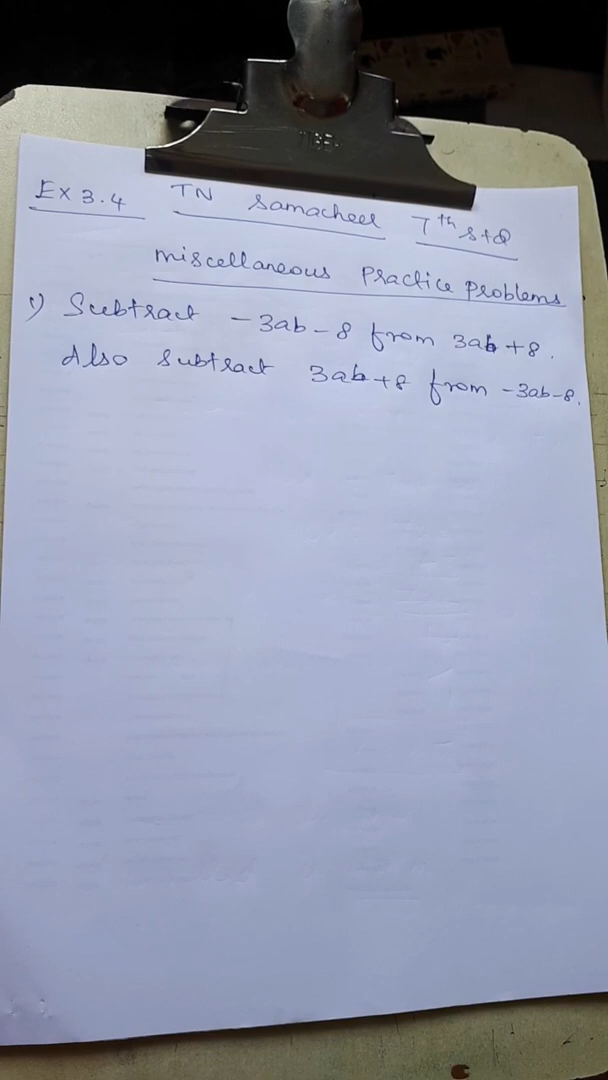 Ex 3.4 TN Samacheer 7th std
miscellaneous Practice Problems
1) Subtract -3ab-8 from 3ab+8.
Also subtract 3ab+8 from -3ab-8.